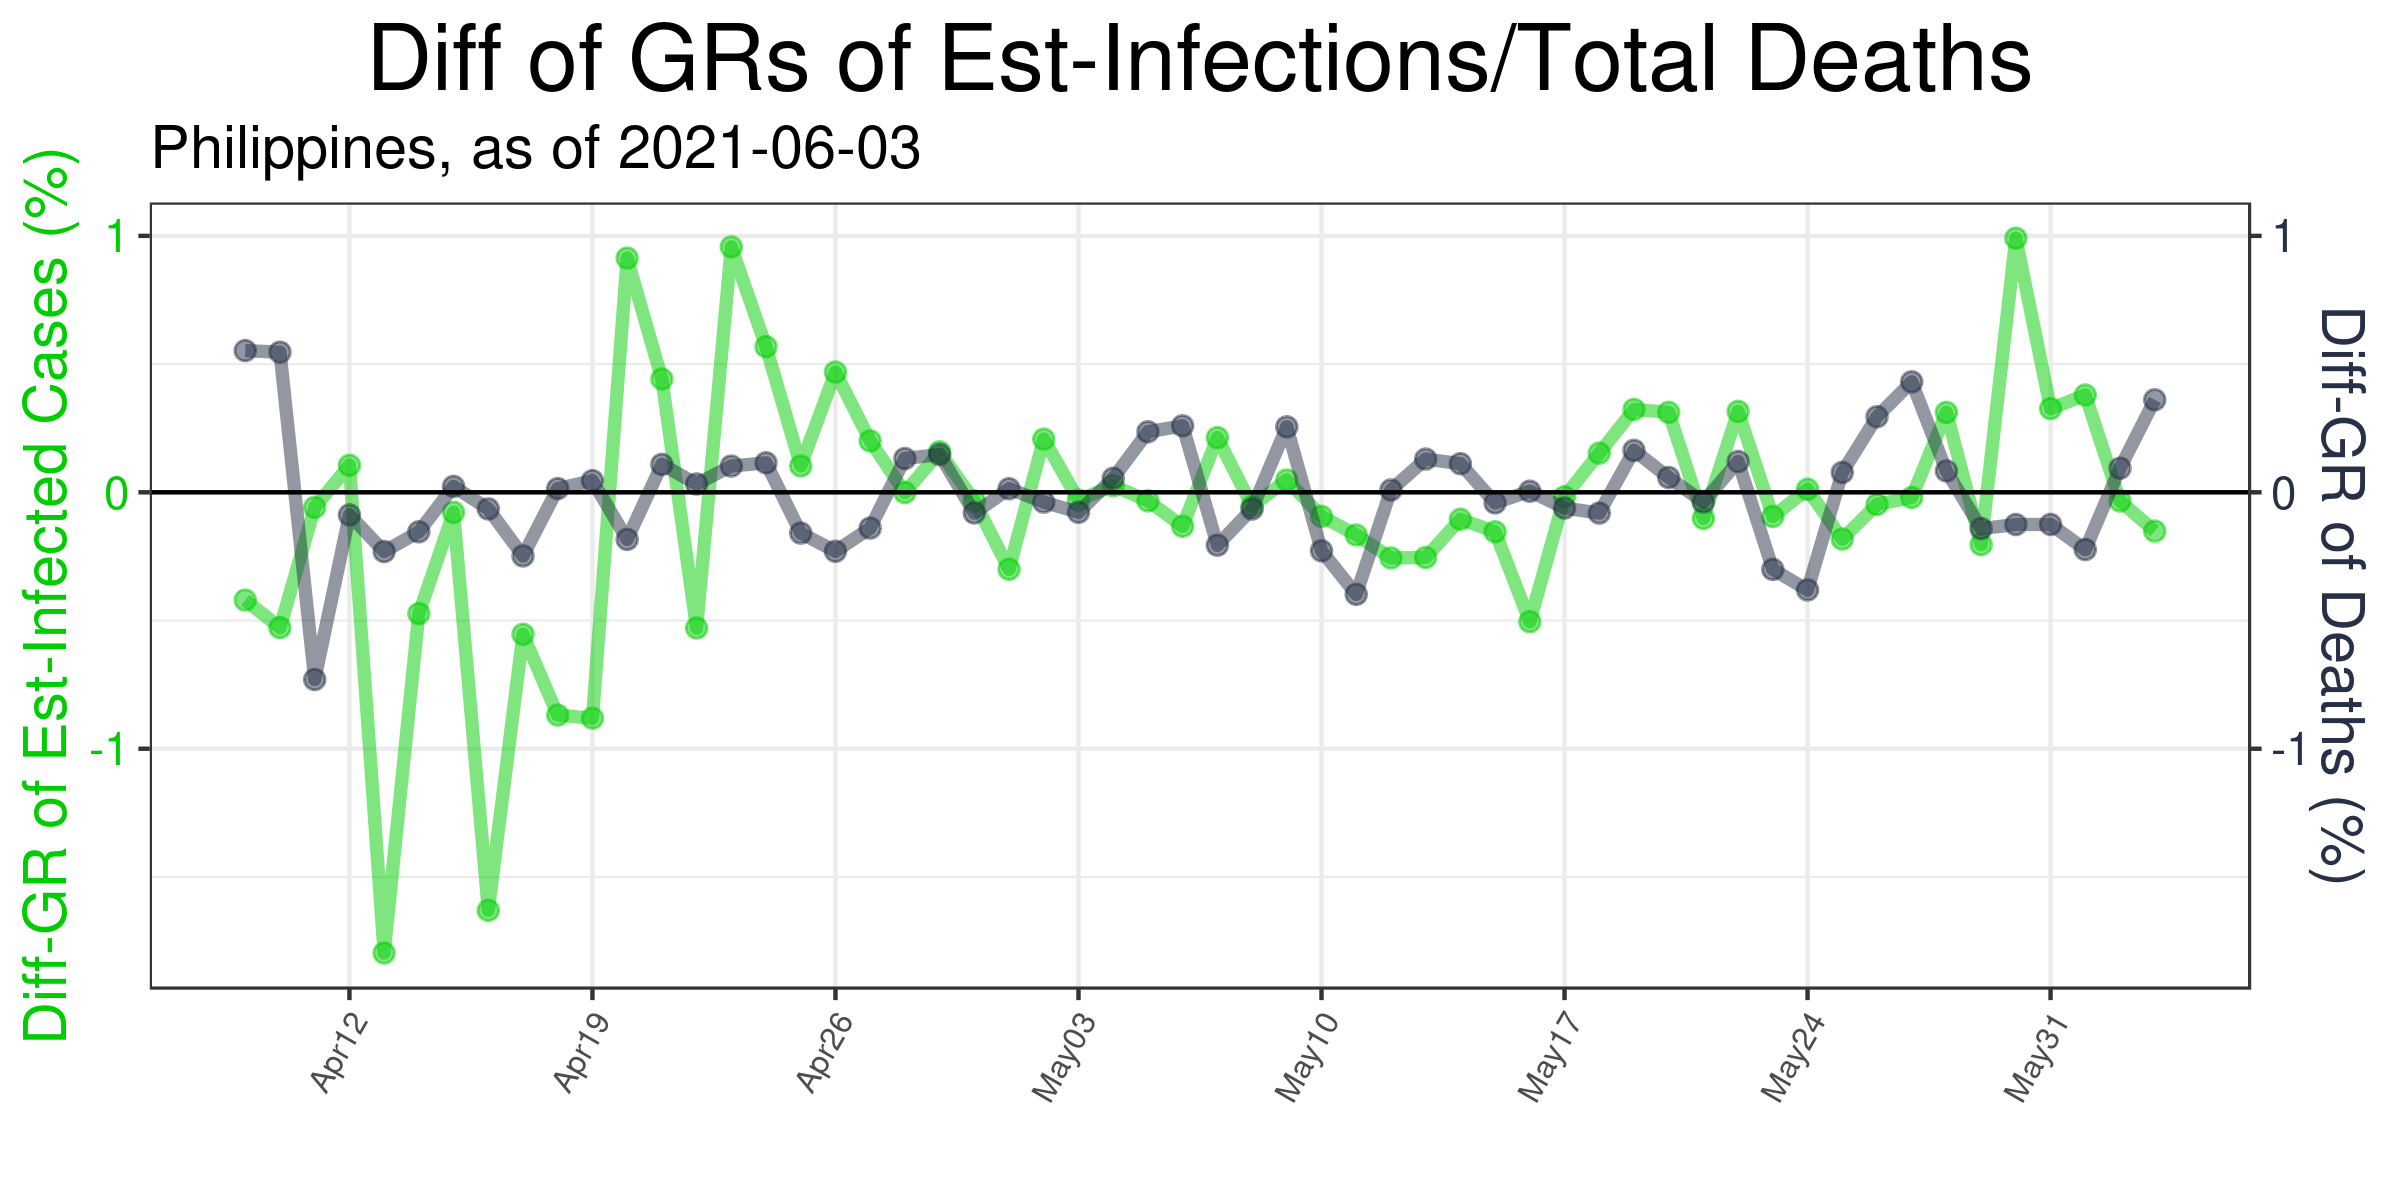 Diff of GRs of Est-Infections/Total Deaths
Philippines, as of 2021-06-03
Diff-GR of Est-Infected Cases (%)
1
0
-1
1
0
-1
Diff-GR of Deaths (%)
Apr12
Apr19
Apr26
May03
May10
May17
May24
May31